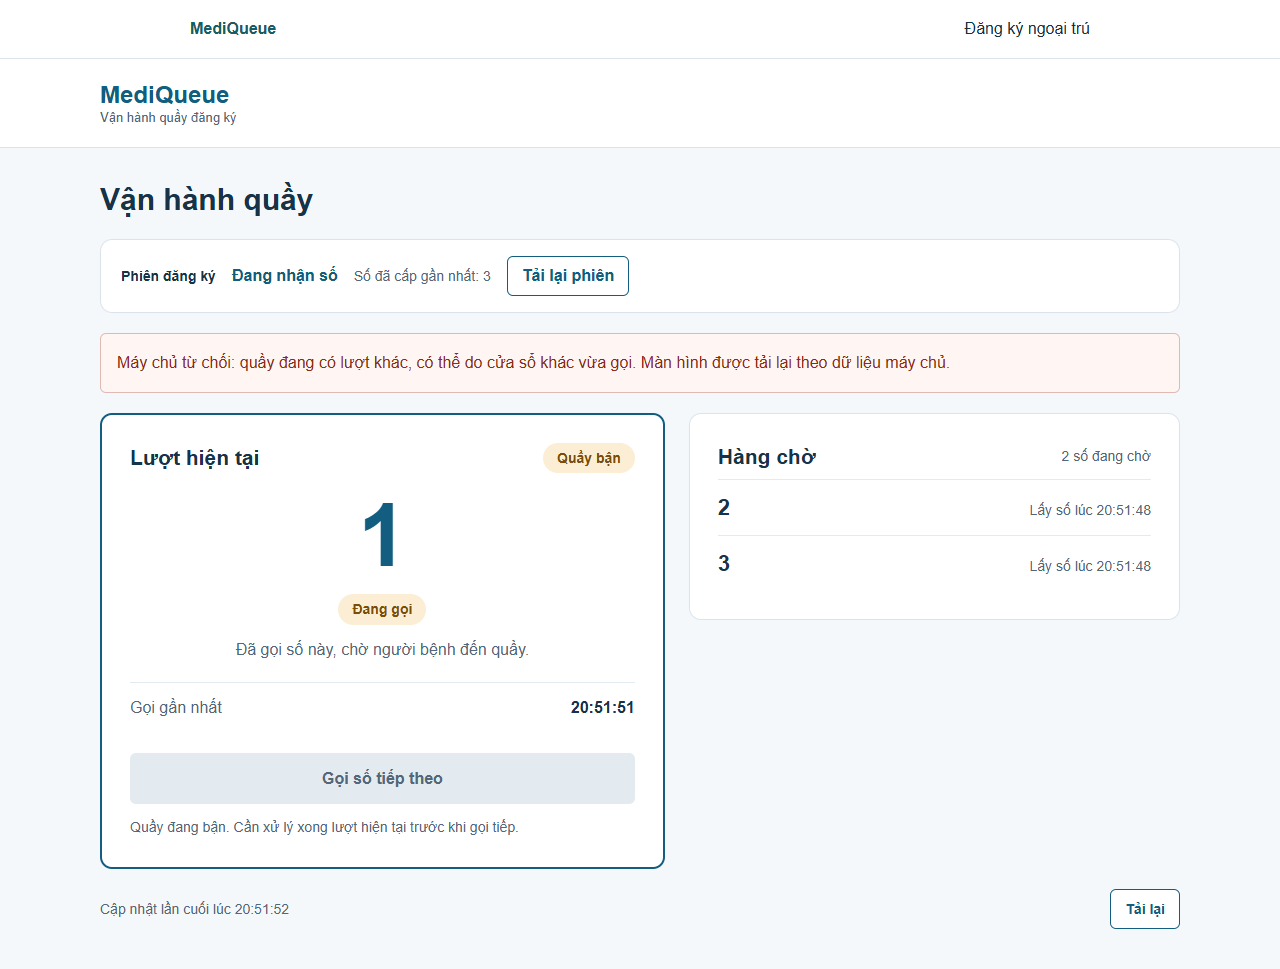 MediQueue
Đăng ký ngoại trú
MediQueue
Vận hành quầy đăng ký
Vận hành quầy
Phiên đăng ký Đang nhận số Số đã cấp gần nhất: 3 Tải lại phiên
Máy chủ từ chối: quầy đang có lượt khác, có thể do cửa sổ khác vừa gọi. Màn hình được tải lại theo dữ liệu máy chủ.
Lượt hiện tại
Quầy bận
1
Đang gọi
Đã gọi số này, chờ người bệnh đến quầy.
Gọi gần nhất 20:51:51
Gọi số tiếp theo
Quầy đang bận. Cần xử lý xong lượt hiện tại trước khi gọi tiếp.
Hàng chờ
2 số đang chờ
2 Lấy số lúc 20:51:48
3 Lấy số lúc 20:51:48
Cập nhật lần cuối lúc 20:51:52
Tải lại